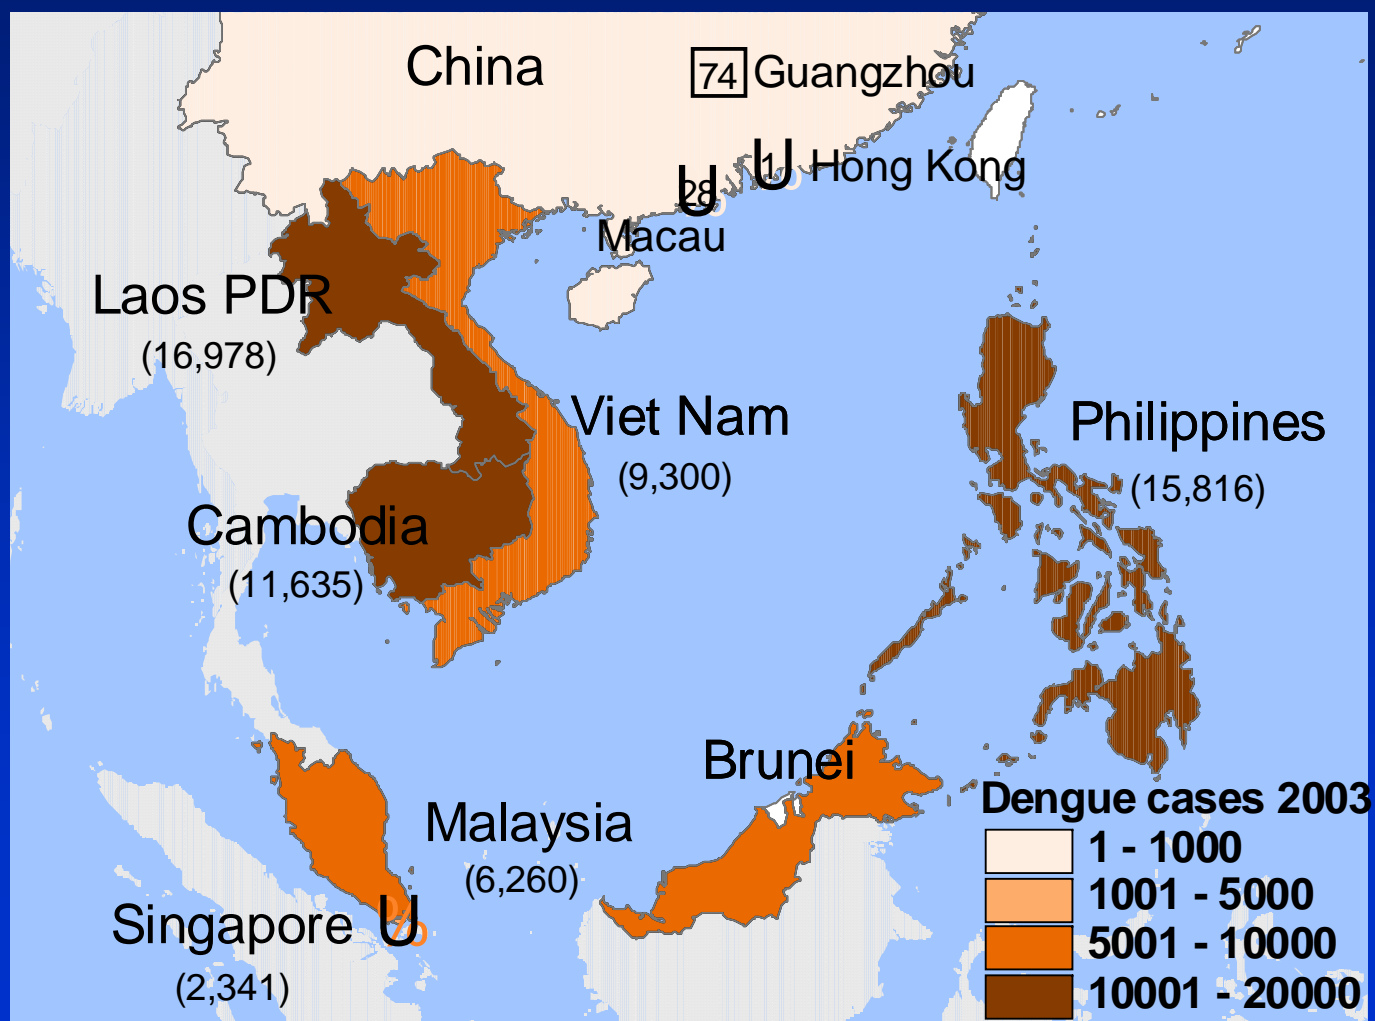 China
74 Guangzhou
1 U Hong Kong
28 U
Macau
Laos PDR
(16,978)
Viet Nam
(9,300)
Philippines
(15,816)
Cambodia
(11,635)
Brunei
Malaysia
(6,260)
Singapore U %
(2,341)
Dengue cases 2003
1 - 1000
1001 - 5000
5001 - 10000
10001 - 20000